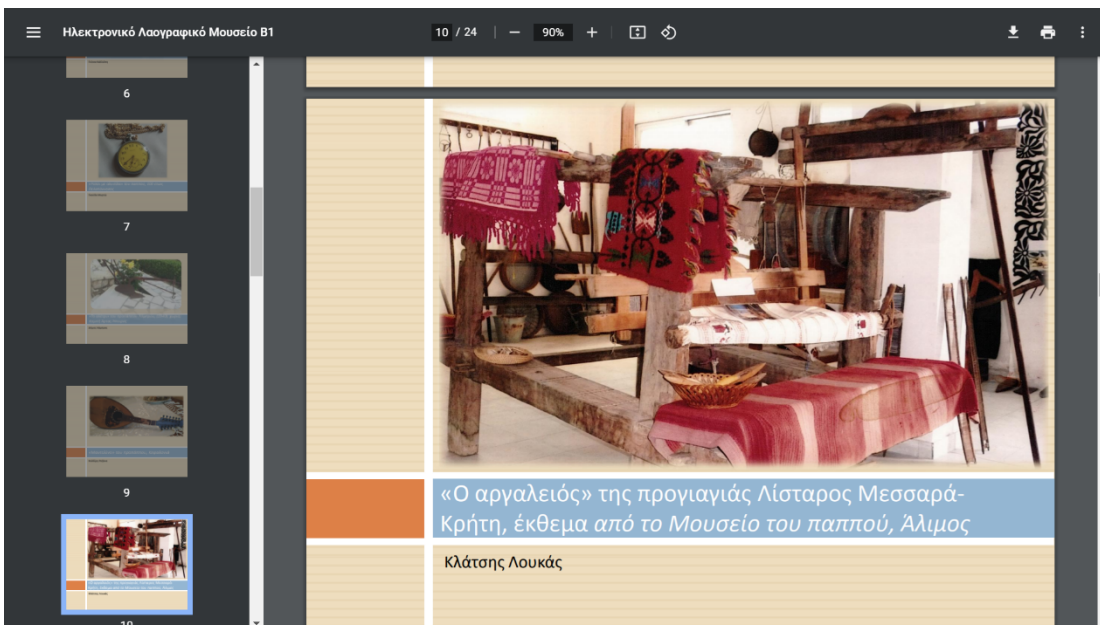 Ηλεκτρονικό Λαογραφικό Μουσείο Β1
10 / 24
90%
6
7
8
9
10
«Ο αργαλειός» της προγιαγιάς Λίσταρος Μεσσαρά-
Κρήτη, έκθεμα από το Μουσείο του παππού, Άλιμος
Κλάτσης Λουκάς